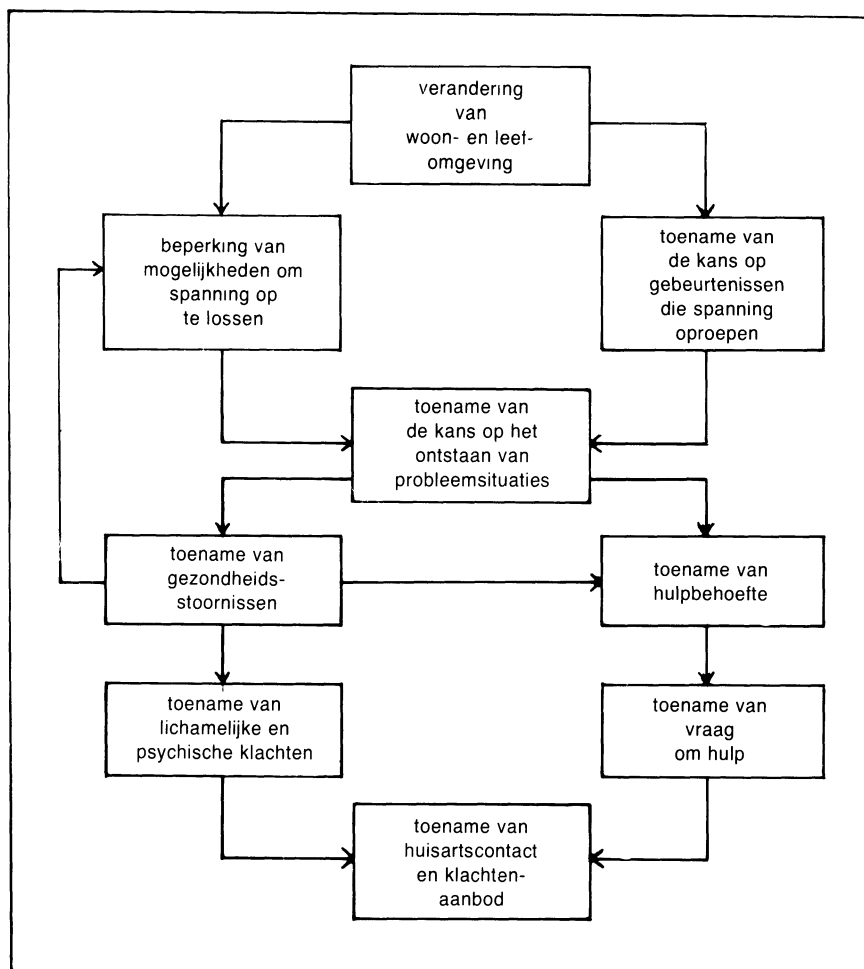 verandering
van
woon- en leef-
omgeving
beperking van
mogelijkheden om
spanning op
te lossen
toename van
de kans op
gebeurtenissen
die spanning
oproepen
toename van
de kans op het
ontstaan van
probleemsituaties
toename van
gezondheids-
stoornissen
toename van
hulpbehoefte
toename van
lichamelijke en
psychische klachten
toename van
vraag
om hulp
toename van
huisartscontact
en klachten-
aanbod